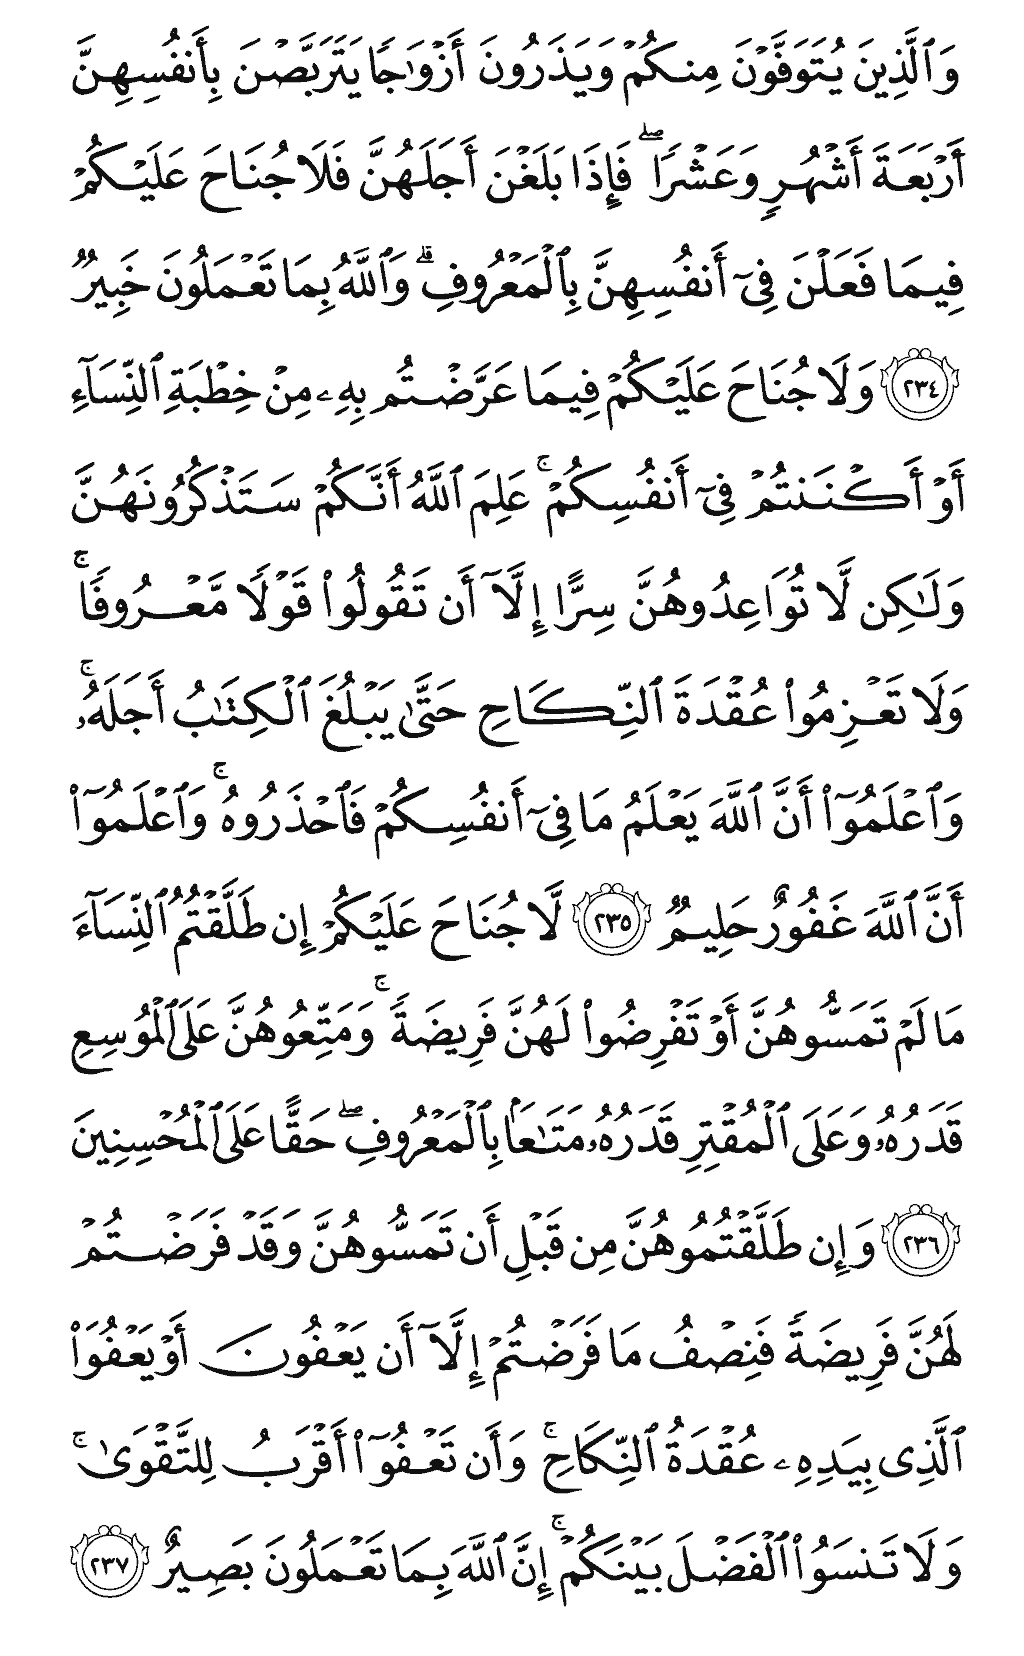 وَٱلَّذِينَ يُتَوَفَّوْنَ مِنكُمْ وَيَذَرُونَ أَزْوَٰجًا يَتَرَبَّصْنَ بِأَنفُسِهِنَّ
أَرْبَعَةَ أَشْهُرٍ وَعَشْرًا ۖ فَإِذَا بَلَغْنَ أَجَلَهُنَّ فَلَا جُنَاحَ عَلَيْكُمْ
فِيمَا فَعَلْنَ فِىٓ أَنفُسِهِنَّ بِٱلْمَعْرُوفِ ۗ وَٱللَّهُ بِمَا تَعْمَلُونَ خَبِيرٌ
٢٣٤ وَلَا جُنَاحَ عَلَيْكُمْ فِيمَا عَرَّضْتُم بِهِۦ مِنْ خِطْبَةِ ٱلنِّسَآءِ
أَوْ أَكْنَنتُمْ فِىٓ أَنفُسِكُمْ ۚ عَلِمَ ٱللَّهُ أَنَّكُمْ سَتَذْكُرُونَهُنَّ
وَلَٰكِن لَّا تُوَاعِدُوهُنَّ سِرًّا إِلَّآ أَن تَقُولُوا۟ قَوْلًا مَّعْرُوفًا ۚ
وَلَا تَعْزِمُوا۟ عُقْدَةَ ٱلنِّكَاحِ حَتَّىٰ يَبْلُغَ ٱلْكِتَٰبُ أَجَلَهُۥ ۚ
وَٱعْلَمُوٓا۟ أَنَّ ٱللَّهَ يَعْلَمُ مَا فِىٓ أَنفُسِكُمْ فَٱحْذَرُوهُ ۚ وَٱعْلَمُوٓا۟
أَنَّ ٱللَّهَ غَفُورٌ حَلِيمٌ ٢٣٥ لَّا جُنَاحَ عَلَيْكُمْ إِن طَلَّقْتُمُ ٱلنِّسَآءَ
مَا لَمْ تَمَسُّوهُنَّ أَوْ تَفْرِضُوا۟ لَهُنَّ فَرِيضَةً ۚ وَمَتِّعُوهُنَّ عَلَى ٱلْمُوسِعِ
قَدَرُهُۥ وَعَلَى ٱلْمُقْتِرِ قَدَرُهُۥ مَتَٰعًۢا بِٱلْمَعْرُوفِ ۖ حَقًّا عَلَى ٱلْمُحْسِنِينَ
٢٣٦ وَإِن طَلَّقْتُمُوهُنَّ مِن قَبْلِ أَن تَمَسُّوهُنَّ وَقَدْ فَرَضْتُمْ
لَهُنَّ فَرِيضَةً فَنِصْفُ مَا فَرَضْتُمْ إِلَّآ أَن يَعْفُونَ أَوْ يَعْفُوَا۟
ٱلَّذِى بِيَدِهِۦ عُقْدَةُ ٱلنِّكَاحِ ۚ وَأَن تَعْفُوٓا۟ أَقْرَبُ لِلتَّقْوَىٰ ۚ
وَلَا تَنسَوُا۟ ٱلْفَضْلَ بَيْنَكُمْ ۚ إِنَّ ٱللَّهَ بِمَا تَعْمَلُونَ بَصِيرٌ ٢٣٧